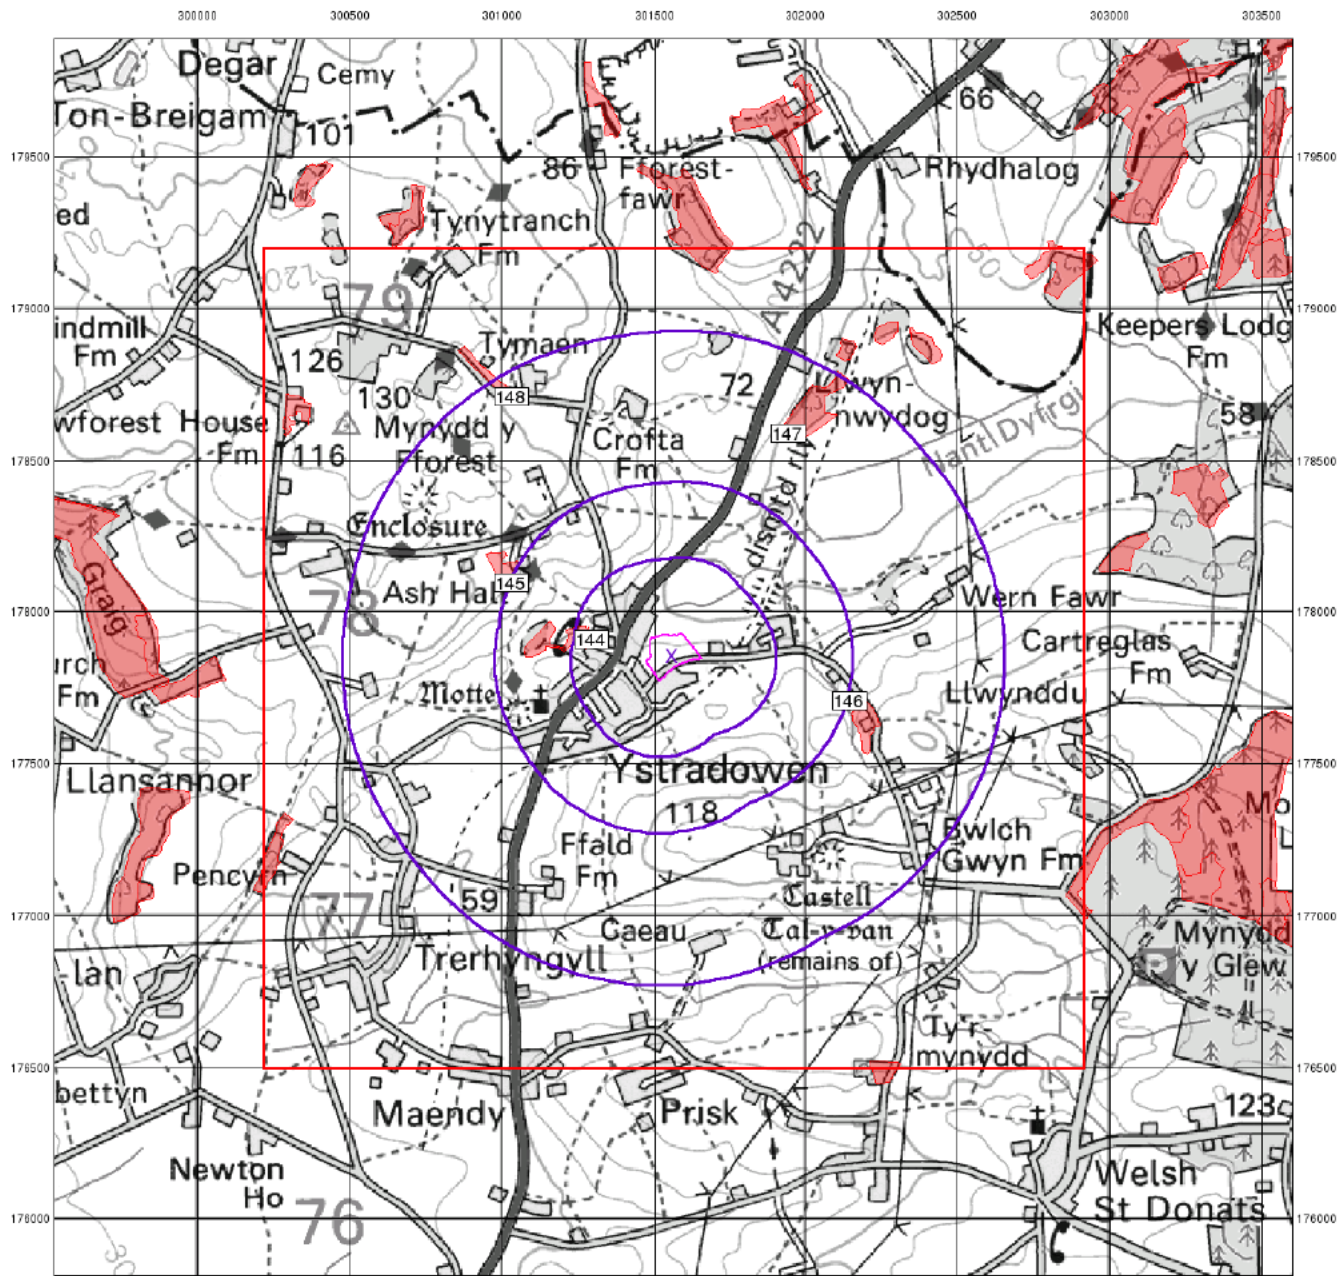 300000 300500 301000 301500 302000 302500 303000 303500
Degar
Cemy
Ton-Breigam
101
66
179500
86
Fforest-
fawr
Rhydhalog
ed
Tynytranch
Fm
A 4222
120
79
179000
indmill
Fm
Tymaen
Keepers Lodg
Fm
126
130
148
72
Llwyn-
nwydog
58
wforest House
Fm
116
Mynydd y
Fforest
Crofta
Fm
147
Nant Dyfrgi
178500
Enclosure
distd rly
Graig
Ash Hall
145
78
Wern Fawr
178000
144
Cartreglas
Fm
urch
Fm
Motte
146
Llwynddu
177500
Llansannor
Ystradowen
118
Mo
L
Ffald
Fm
Bwlch
Gwyn Fm
Pencyrn
59
77
177000
Castell
Tal-y-van
(remains of)
Caeau
Mynydd
y Glew
P
Trerhyngyll
lan
Ty'r-
mynydd
176500
bettyn
Maendy
Prisk
123
Newton
Ho
Welsh
St Donats
76
176000